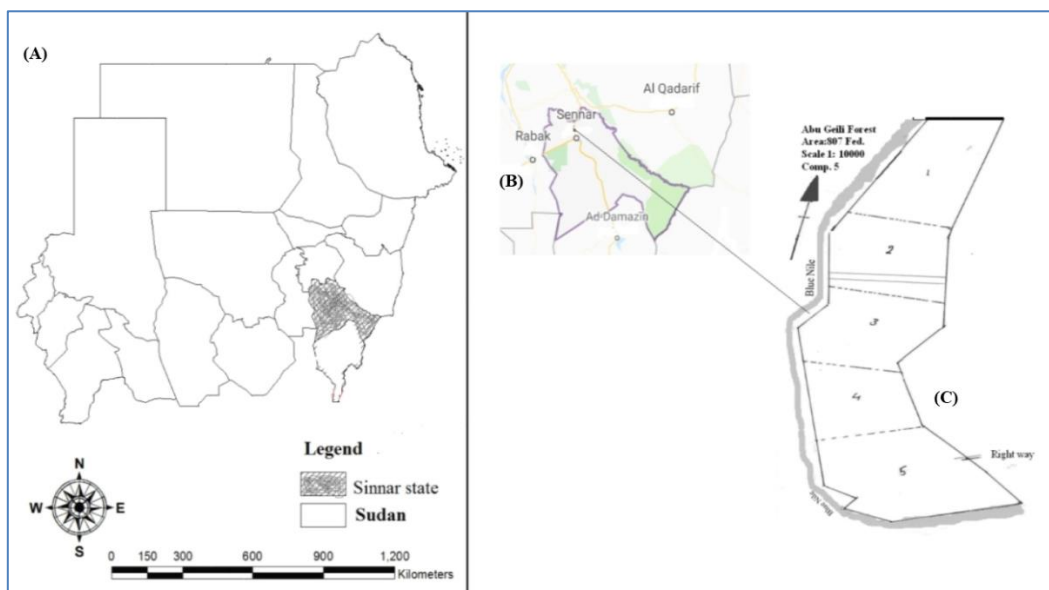 (A)
Legend
Sinnar state
Sudan
N
W E
S
0 150 300 600 900 1,200
Kilometers
(B)
Al Qadarif
Sennar
Rabak
Ad-Damazin
Abu Geili Forest
Area:807 Fed.
Scale 1: 10000
Comp. 5
Blue Nile
1
2
3
4
5
(C)
Right way